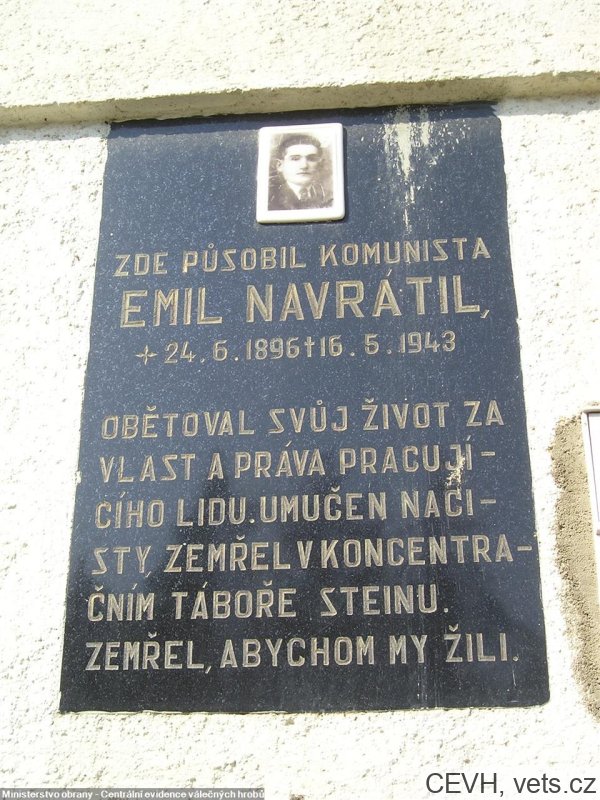 ZDE PŮSOBIL KOMUNISTA
EMIL NAVRÁTIL,
✢ 24. 6. 1896 † 16. 5. 1943
OBĚTOVAL SVŮJ ŽIVOT ZA
VLAST A PRÁVA PRACUJÍ-
CÍHO LIDU. UMUČEN NACI-
STY, ZEMŘEL V KONCENTRA-
ČNÍM TÁBOŘE STEINU.
ZEMŘEL, ABYCHOM MY ŽILI.
Ministerstvo obrany - Centrální evidence válečných hrobů
CEVH, vets.cz